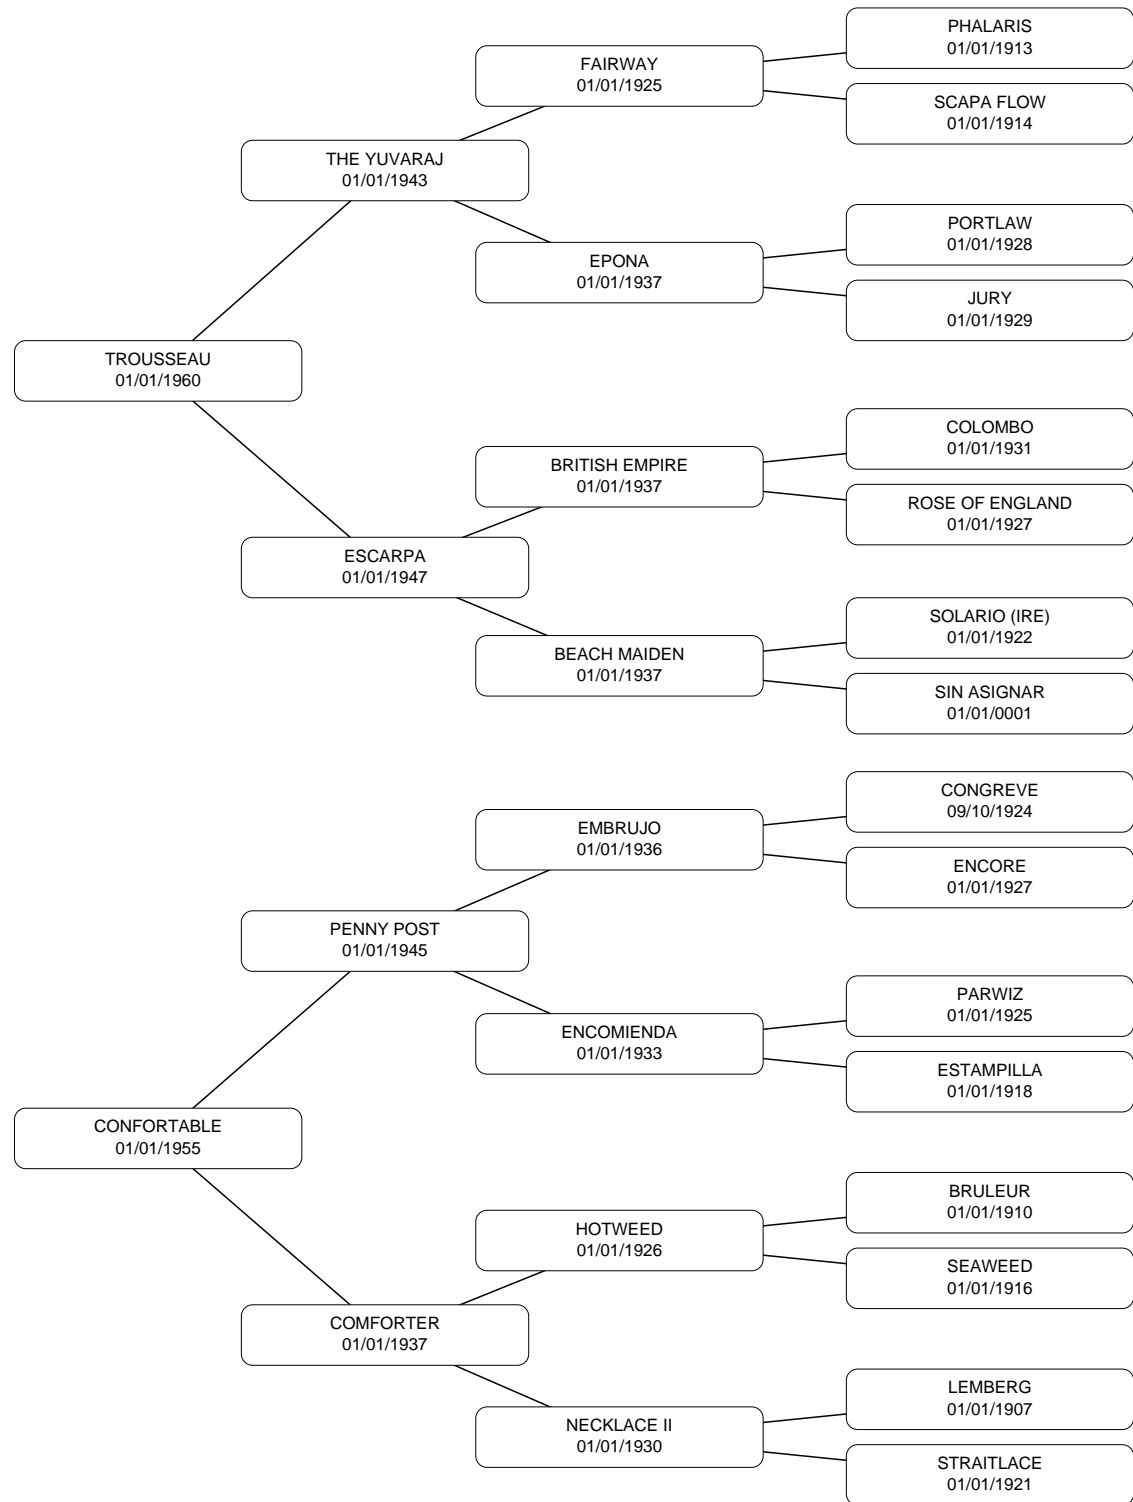 PHALARIS
01/01/1913
FAIRWAY
01/01/1925
SCAPA FLOW
01/01/1914
THE YUVARAJ
01/01/1943
PORTLAW
01/01/1928
EPONA
01/01/1937
JURY
01/01/1929
TROUSSEAU
01/01/1960
COLOMBO
01/01/1931
BRITISH EMPIRE
01/01/1937
ROSE OF ENGLAND
01/01/1927
ESCARPA
01/01/1947
SOLARIO (IRE)
01/01/1922
BEACH MAIDEN
01/01/1937
SIN ASIGNAR
01/01/0001
CONGREVE
09/10/1924
EMBRUJO
01/01/1936
ENCORE
01/01/1927
PENNY POST
01/01/1945
PARWIZ
01/01/1925
ENCOMIENDA
01/01/1933
ESTAMPILLA
01/01/1918
CONFORTABLE
01/01/1955
BRULEUR
01/01/1910
HOTWEED
01/01/1926
SEAWEED
01/01/1916
COMFORTER
01/01/1937
LEMBERG
01/01/1907
NECKLACE II
01/01/1930
STRAITLACE
01/01/1921